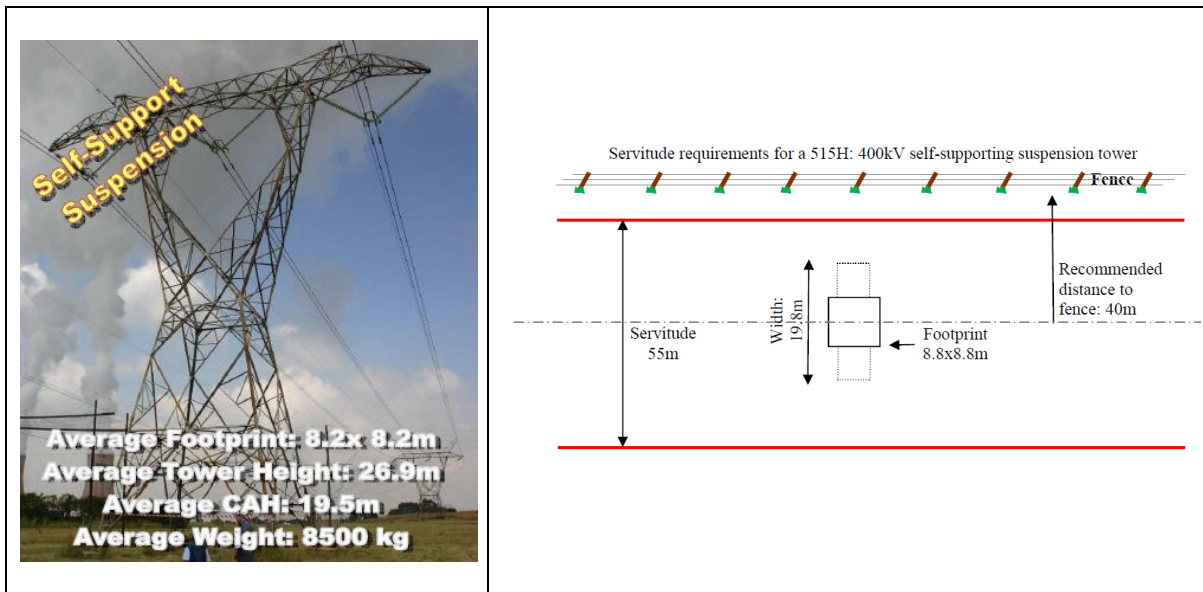 Self-Support
Suspension
Average Footprint: 8.2x 8.2m
Average Tower Height: 26.9m
Average CAH: 19.5m
Average Weight: 8500 kg
Servitude requirements for a 515H: 400kV self-supporting suspension tower
Fence
Servitude
55m
Width:
19.8m
Footprint
8.8x8.8m
Recommended
distance to
fence: 40m